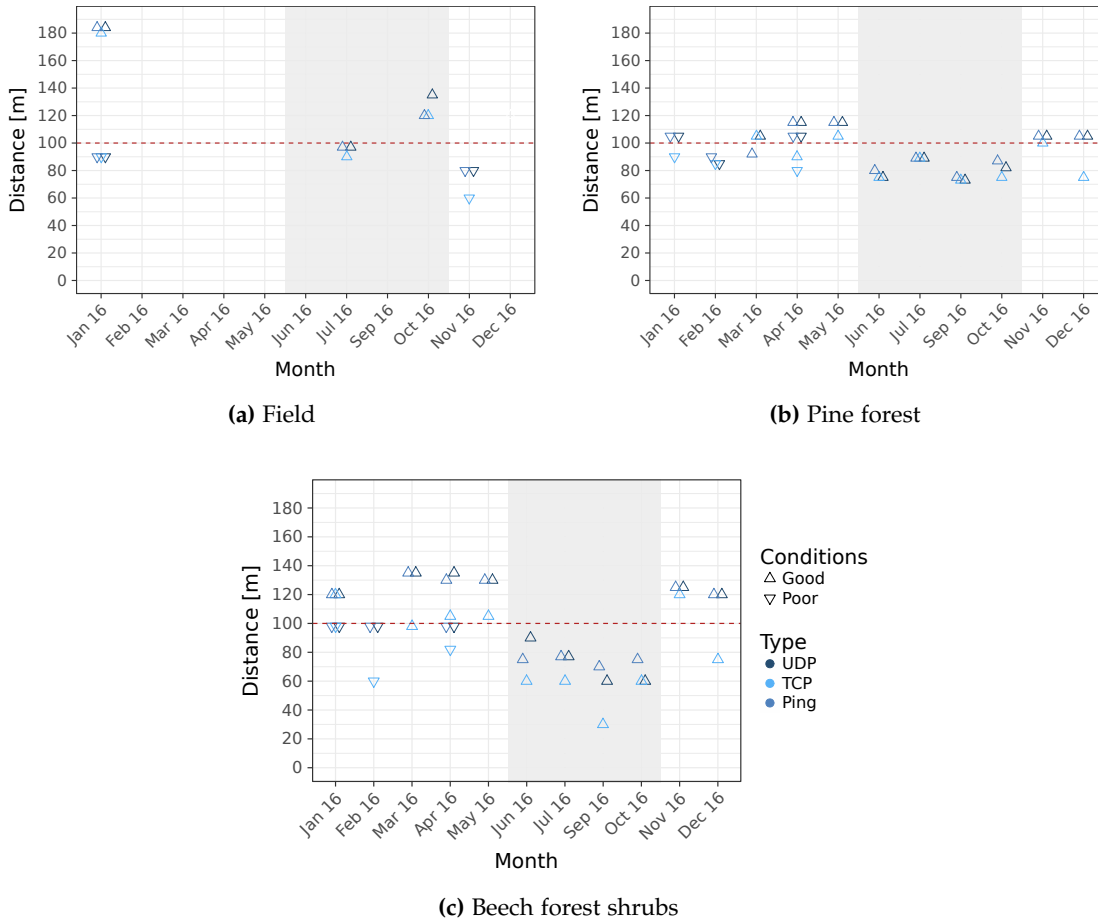 180
160
140
120
100
80
60
40
20
0
Distance [m]
Jan 16
Feb 16
Mar 16
Apr 16
May 16
Jun 16
Jul 16
Sep 16
Oct 16
Nov 16
Dec 16
Month
(a) Field
180
160
140
120
100
80
60
40
20
0
Distance [m]
Jan 16
Feb 16
Mar 16
Apr 16
May 16
Jun 16
Jul 16
Sep 16
Oct 16
Nov 16
Dec 16
Month
(b) Pine forest
180
160
140
120
100
80
60
40
20
0
Distance [m]
Jan 16
Feb 16
Mar 16
Apr 16
May 16
Jun 16
Jul 16
Sep 16
Oct 16
Nov 16
Dec 16
Month
Conditions
Good
Poor
Type
UDP
TCP
Ping
(c) Beech forest shrubs